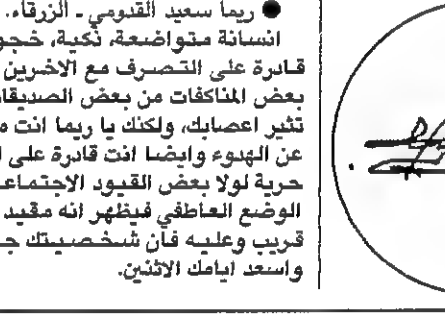 ● ريما سعيد القدومي ـ الزرقاء.
انسانة متواضعة، ذكية، خجو
قادرة على التصرف مع الاخرين
بعض المناكفات من بعض الصديقا
تثير اعصابك، ولكنك يا ريما انت م
عن الهدوء وايضا انت قادرة على ا
حرية لولا بعض القيود الاجتماعـ
الوضع العاطفي فيظهر انه مقيد
قريب وعليه فأن شخصيتك جـ
واسعد ايامك الاثنين.